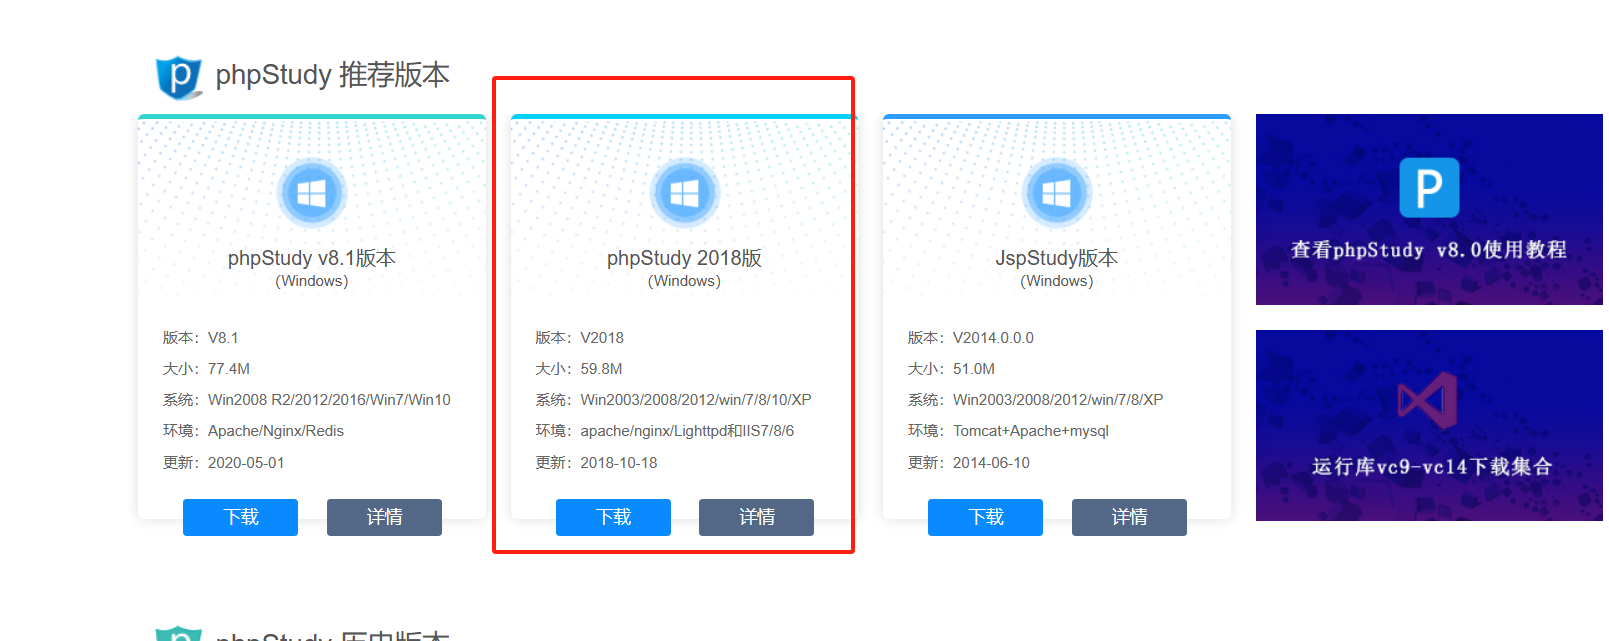 phpStudy 推荐版本
phpStudy v8.1版本
(Windows)
版本：V8.1
大小：77.4M
系统：Win2008 R2/2012/2016/Win7/Win10
环境：Apache/Nginx/Redis
更新：2020-05-01
下载 详情
phpStudy 2018版
(Windows)
版本：V2018
大小：59.8M
系统：Win2003/2008/2012/win/7/8/10/XP
环境：apache/nginx/Lighttpd和IIS7/8/6
更新：2018-10-18
下载 详情
JspStudy版本
(Windows)
版本：V2014.0.0.0
大小：51.0M
系统：Win2003/2008/2012/win/7/8/XP
环境：Tomcat+Apache+mysql
更新：2014-06-10
下载 详情
P
查看phpStudy v8.0使用教程
运行库vc9-vc14下载集合
phpStudy 历史版本